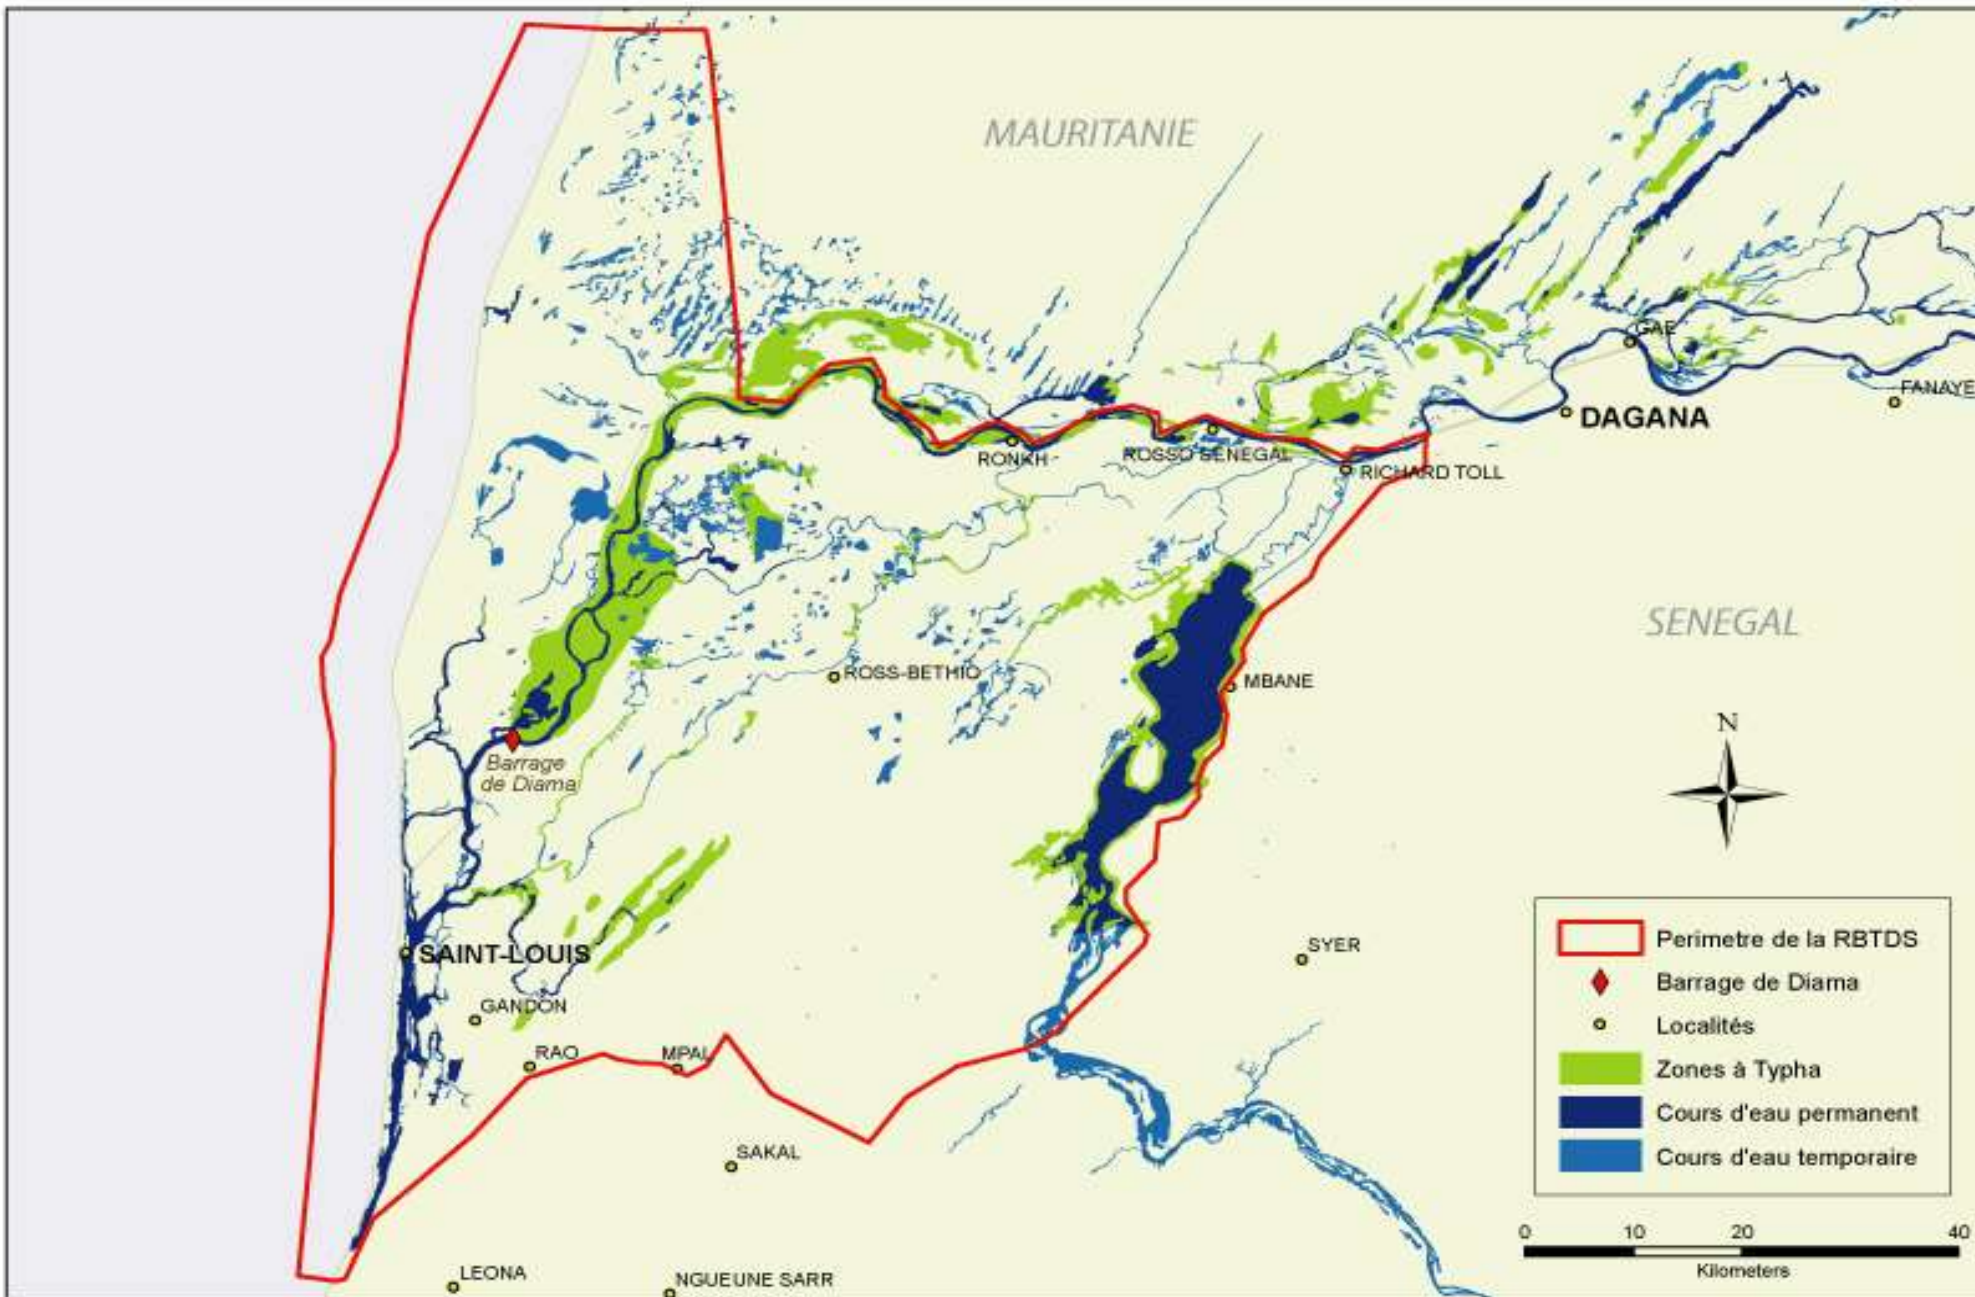 MAURITANIE
GAE
FANAYE
DAGANA
RONKH
ROSSO SENEGAL
RICHARD TOLL
SENEGAL
ROSS-BETHIO
MBANE
N
Barrage
de Diama
SAINT-LOUIS
SYER
GANDON
RAO
MPAL
SAKAL
LEONA
NGUEUNE SARR
Perimetre de la RBTDS
Barrage de Diama
Localités
Zones à Typha
Cours d'eau permanent
Cours d'eau temporaire
0 10 20 40
Kilometers